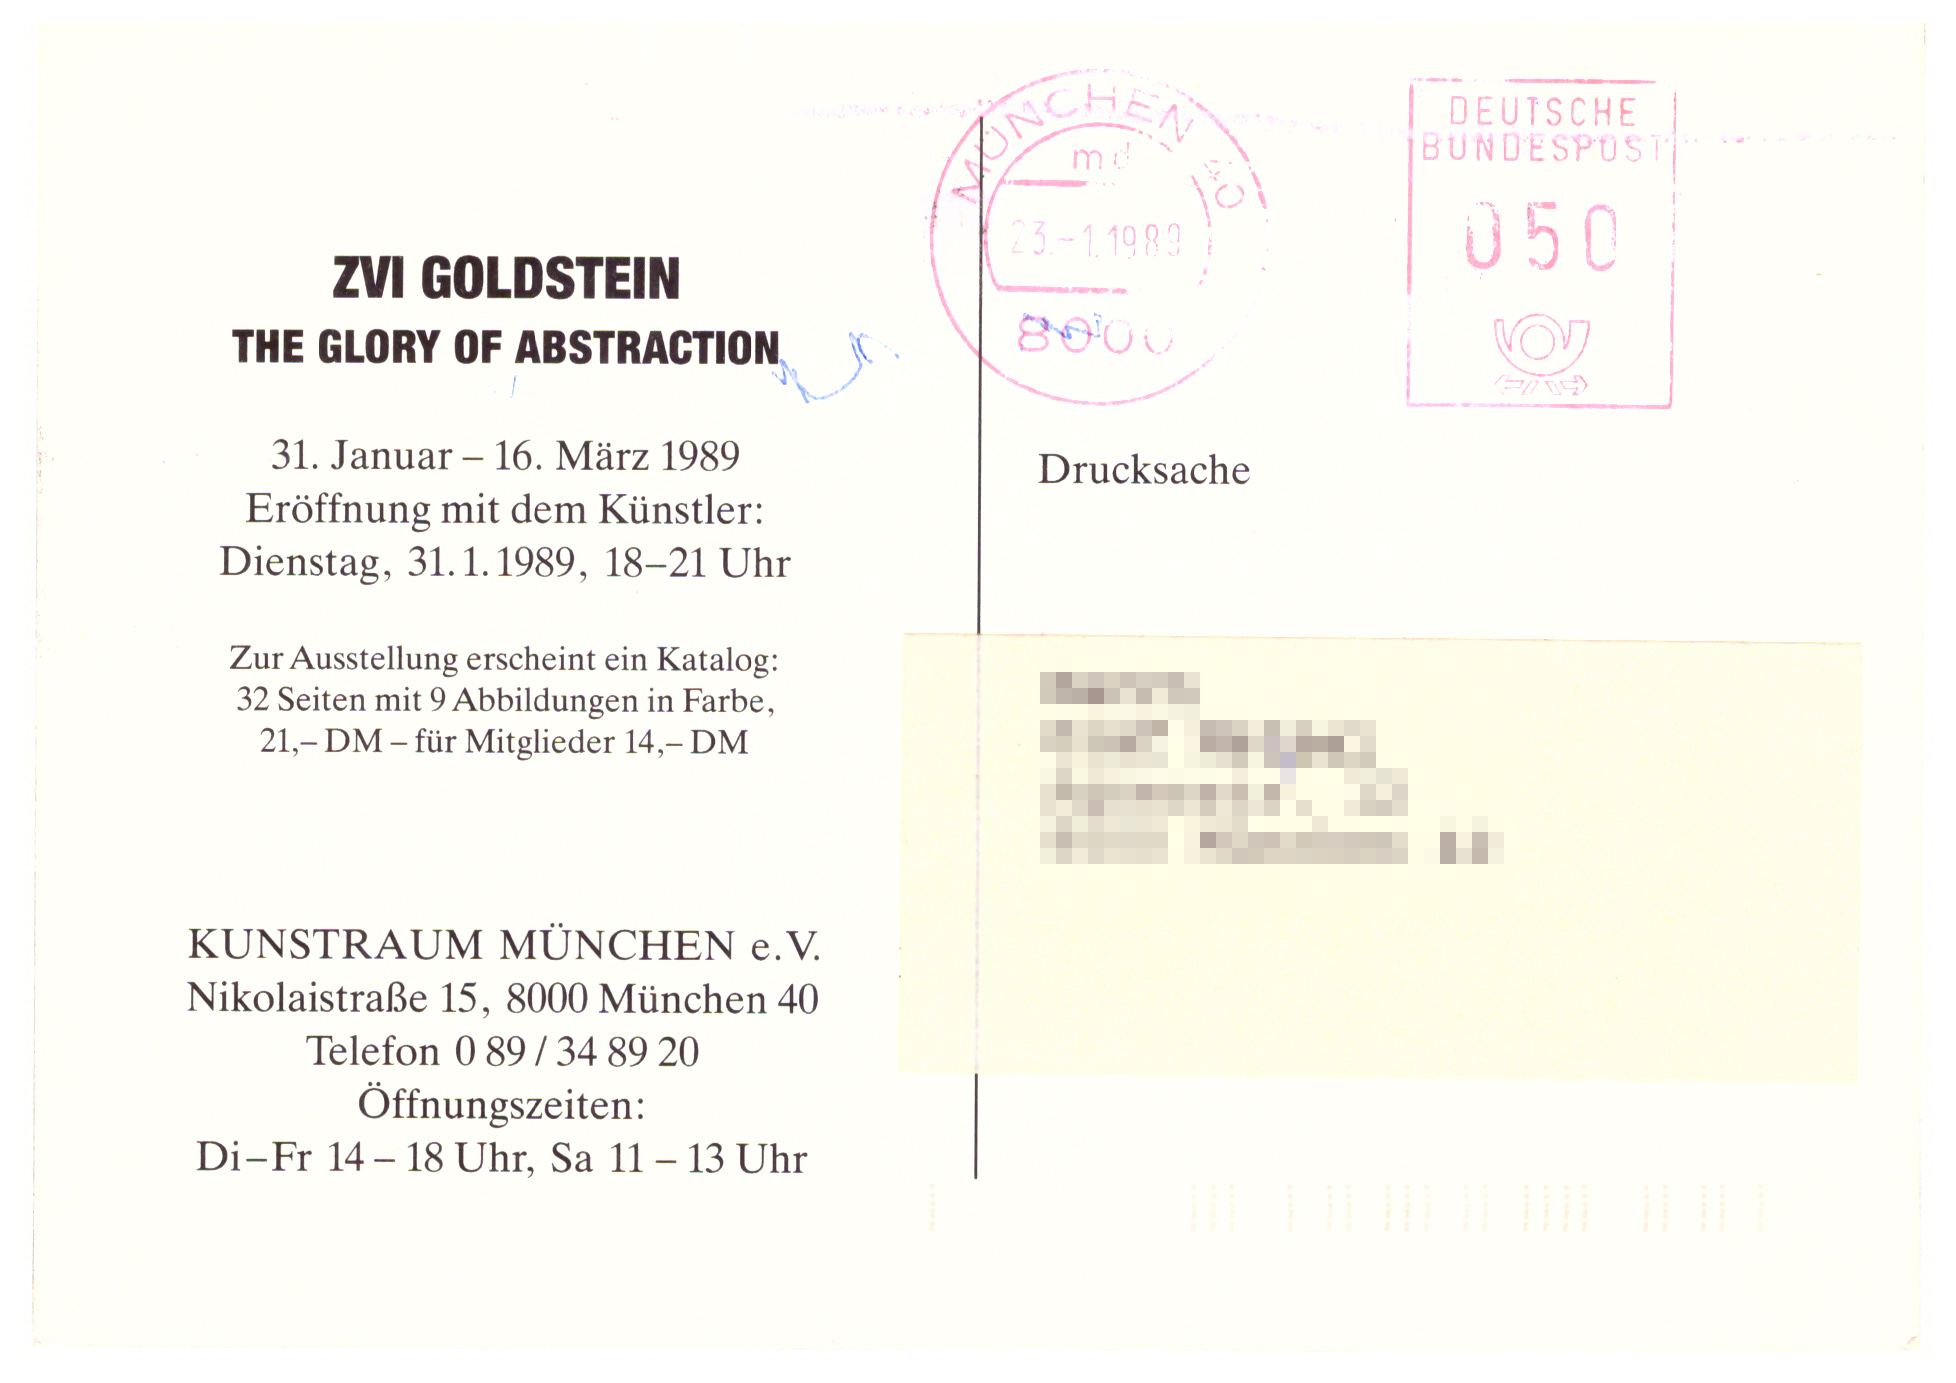 ZVI GOLDSTEIN
THE GLORY OF ABSTRACTION
31. Januar – 16. März 1989
Eröffnung mit dem Künstler:
Dienstag, 31.1.1989, 18–21 Uhr
Zur Ausstellung erscheint ein Katalog:
32 Seiten mit 9 Abbildungen in Farbe,
21,– DM – für Mitglieder 14,– DM
KUNSTRAUM MÜNCHEN e.V.
Nikolaistraße 15, 8000 München 40
Telefon 0 89 / 34 89 20
Öffnungszeiten:
Di–Fr 14 – 18 Uhr, Sa 11 – 13 Uhr
MÜNCHEN 40
md
23.-1.1989
8000
DEUTSCHE
BUNDESPOST
050
Drucksache